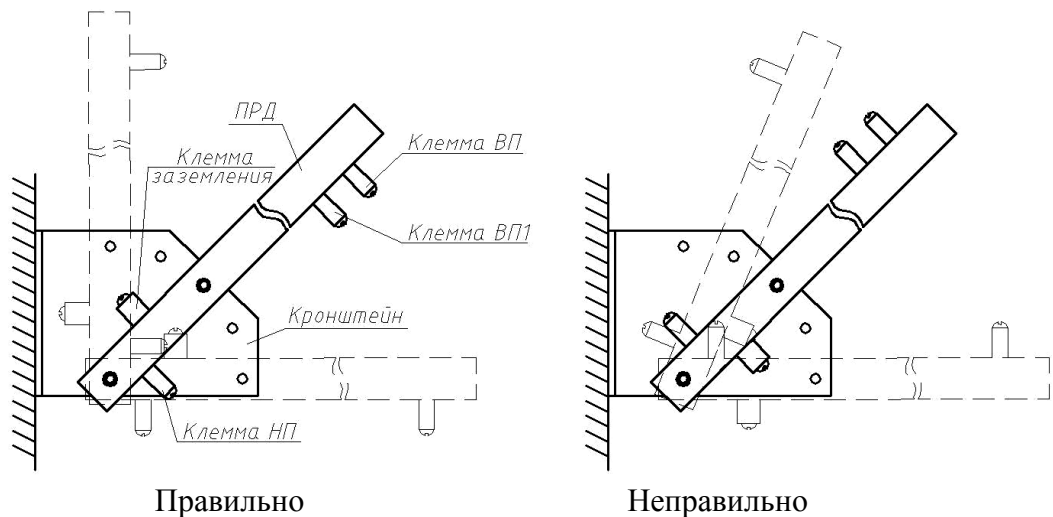 ПРД
Клемма ВП
Клемма
заземления
Клемма ВП1
Кронштейн
Клемма НП
Правильно
Неправильно